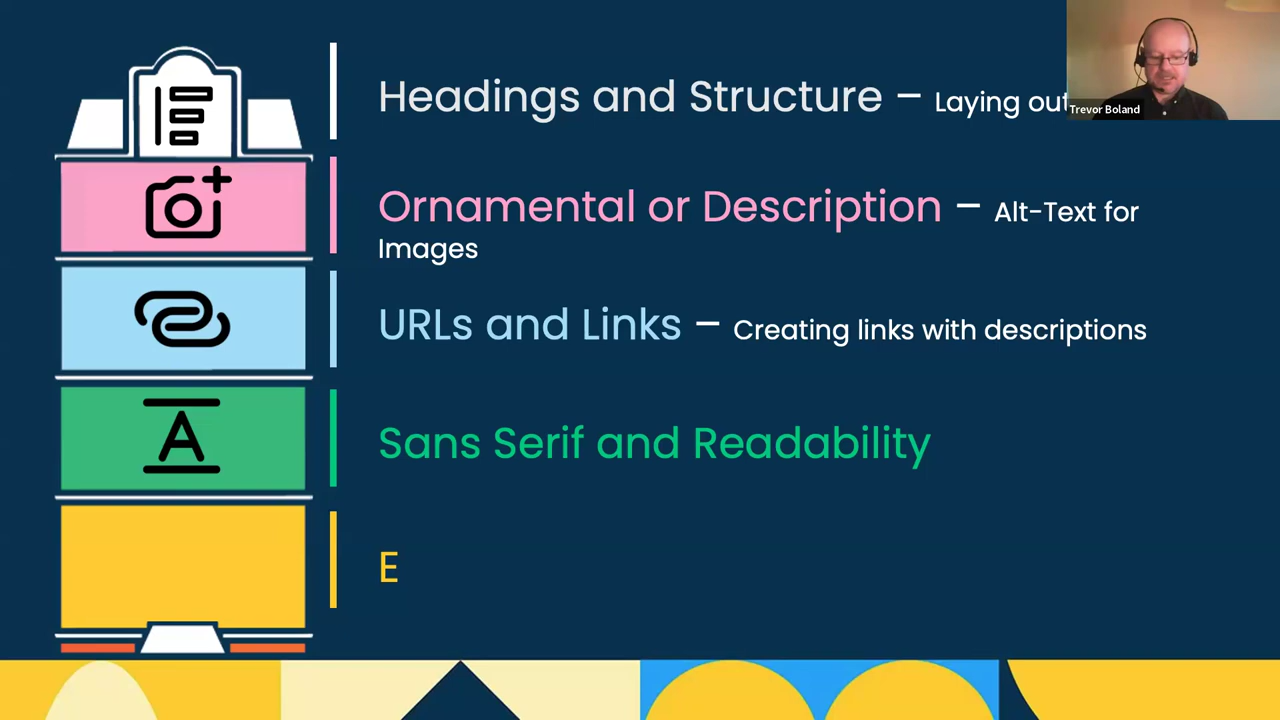 Headings and Structure – Laying out
Trevor Boland
Ornamental or Description – Alt-Text for
Images
URLs and Links – Creating links with descriptions
A
Sans Serif and Readability
E